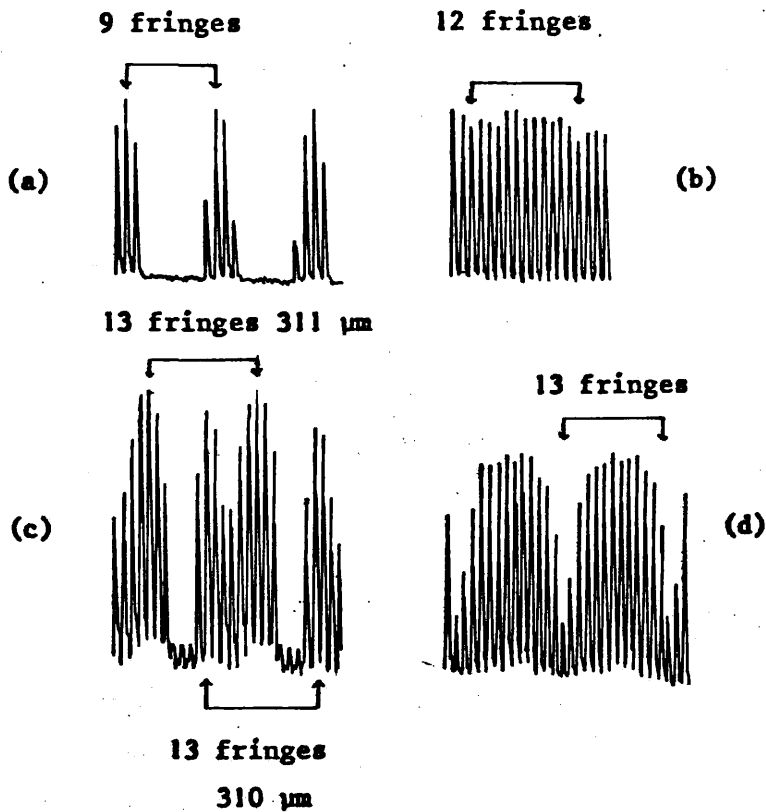 9 fringes
12 fringes
(a)
(b)
13 fringes 311 μm
13 fringes
(c)
(d)
13 fringes
310 μm